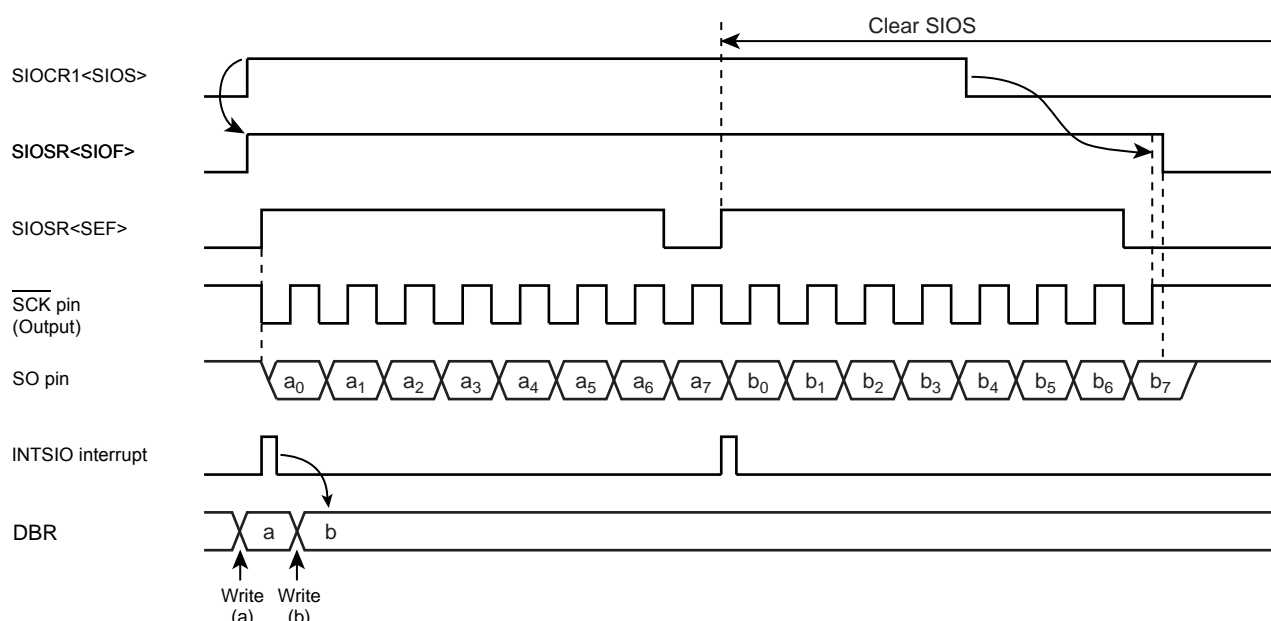 Clear SIOS
SIOCR1<SIOS>
SIOSR<SIOF>
SIOSR<SEF>
SCK pin
(Output)
SO pin
a0 a1 a2 a3 a4 a5 a6 a7 b0 b1 b2 b3 b4 b5 b6 b7
INTSIO interrupt
DBR
a b
Write Write
(a) (b)